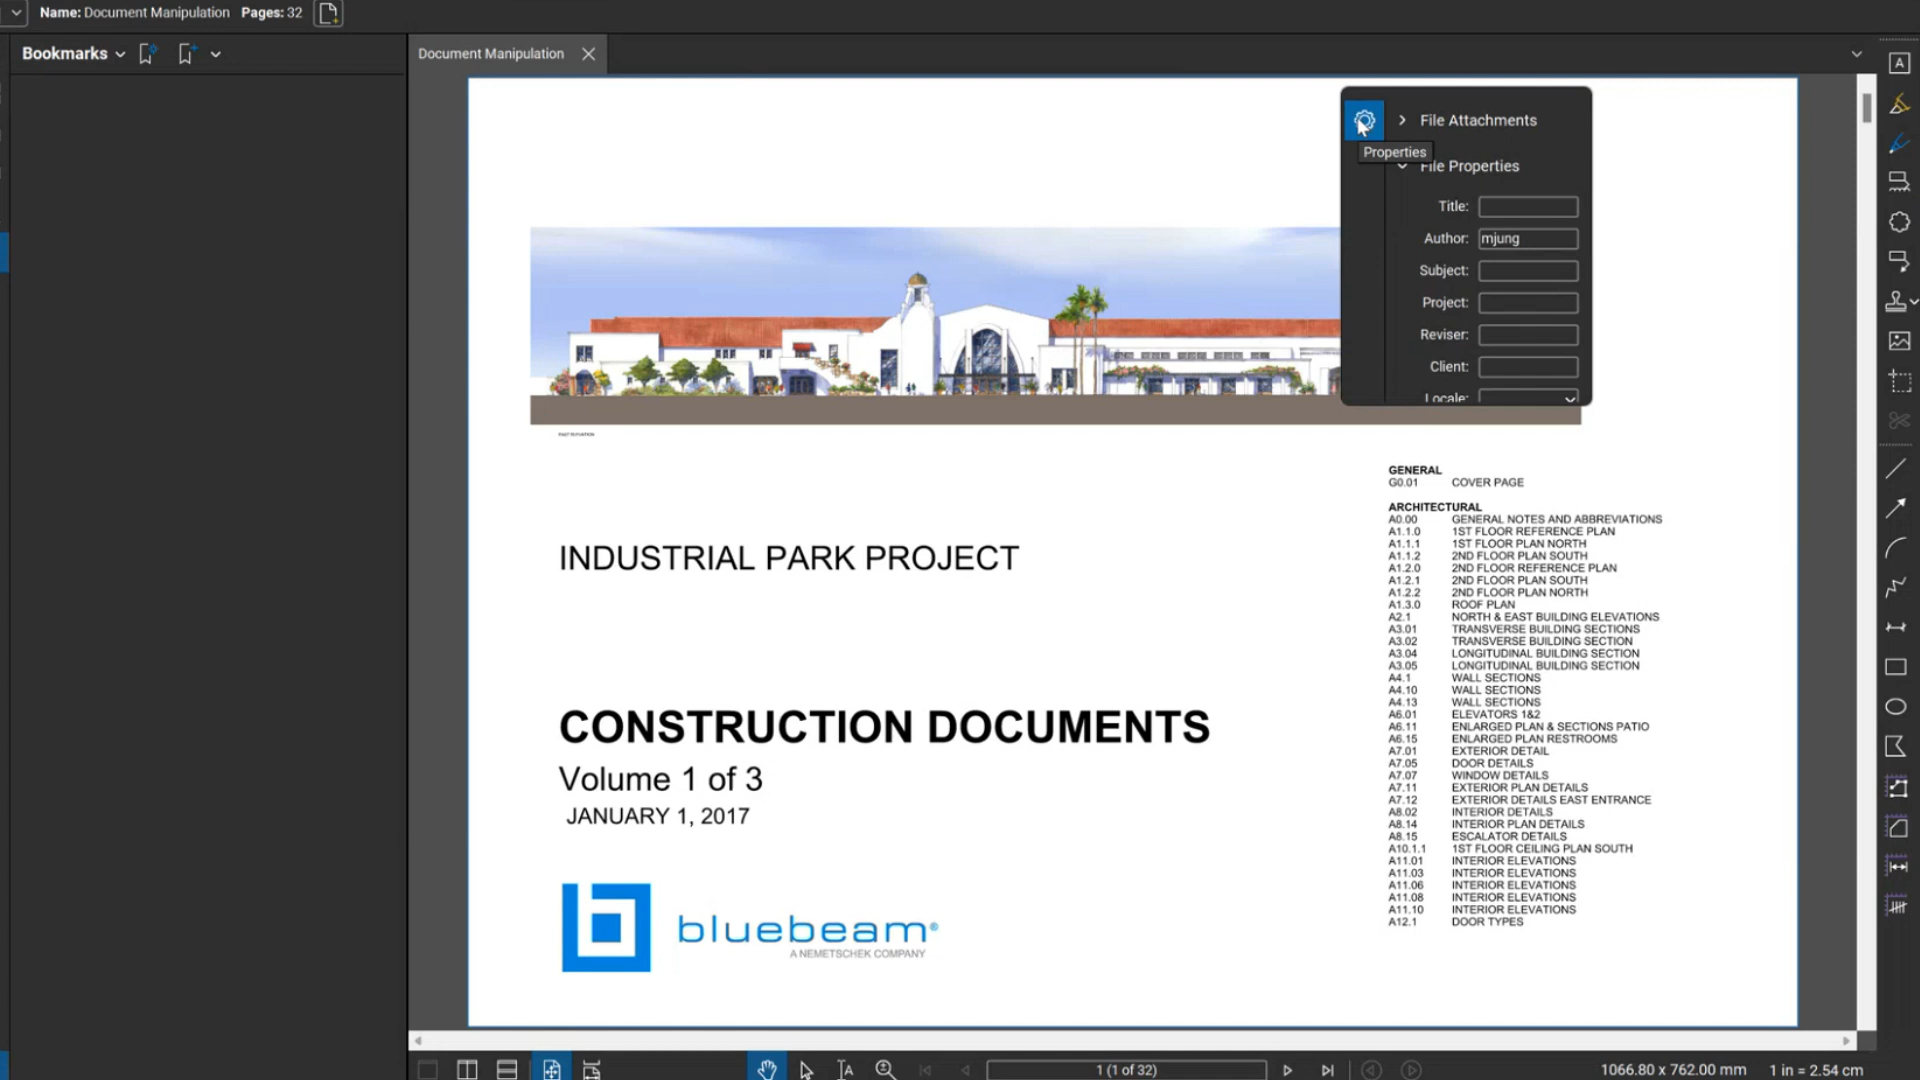 Name: Document Manipulation Pages: 32
Bookmarks
Document Manipulation
File Attachments
Properties
File Properties
Title:
Author: mjung
Subject:
Project:
Reviser:
Client:
Locale:
INDUSTRIAL PARK PROJECT
CONSTRUCTION DOCUMENTS
Volume 1 of 3
JANUARY 1, 2017
bluebeam®
A NEMETSCHEK COMPANY
GENERAL
G0.01 COVER PAGE
ARCHITECTURAL
A0.00 GENERAL NOTES AND ABBREVIATIONS
A1.1.0 1ST FLOOR REFERENCE PLAN
A1.1.1 1ST FLOOR PLAN NORTH
A1.1.2 2ND FLOOR PLAN SOUTH
A1.2.0 2ND FLOOR REFERENCE PLAN
A1.2.1 2ND FLOOR PLAN SOUTH
A1.2.2 2ND FLOOR PLAN NORTH
A1.3.0 ROOF PLAN
A2.1 NORTH & EAST BUILDING ELEVATIONS
A3.01 TRANSVERSE BUILDING SECTIONS
A3.02 TRANSVERSE BUILDING SECTION
A3.04 LONGITUDINAL BUILDING SECTION
A3.05 LONGITUDINAL BUILDING SECTION
A4.1 WALL SECTIONS
A4.10 WALL SECTIONS
A4.13 WALL SECTIONS
A6.01 ELEVATORS 1&2
A6.11 ENLARGED PLAN & SECTIONS PATIO
A6.15 ENLARGED PLAN RESTROOMS
A7.01 EXTERIOR DETAIL
A7.05 DOOR DETAILS
A7.07 WINDOW DETAILS
A7.11 EXTERIOR PLAN DETAILS
A7.12 EXTERIOR DETAILS EAST ENTRANCE
A8.02 INTERIOR DETAILS
A8.14 INTERIOR PLAN DETAILS
A8.15 ESCALATOR DETAILS
A10.1.1 1ST FLOOR CEILING PLAN SOUTH
A11.01 INTERIOR ELEVATIONS
A11.03 INTERIOR ELEVATIONS
A11.06 INTERIOR ELEVATIONS
A11.08 INTERIOR ELEVATIONS
A11.10 INTERIOR ELEVATIONS
A12.1 DOOR TYPES
1 (1 of 32)
1066.80 x 762.00 mm
1 in = 2.54 cm